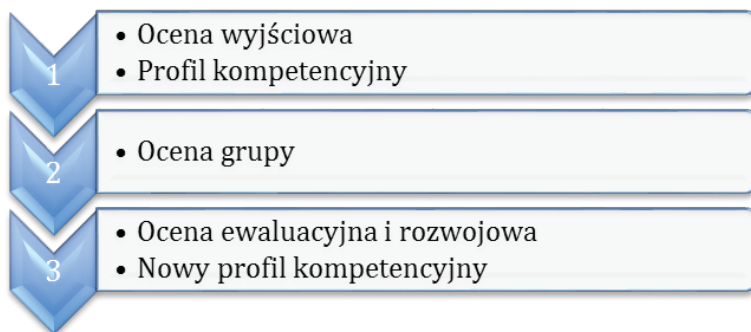 1
• Ocena wyjściowa
• Profil kompetencyjny
2
• Ocena grupy
3
• Ocena ewaluacyjna i rozwojowa
• Nowy profil kompetencyjny